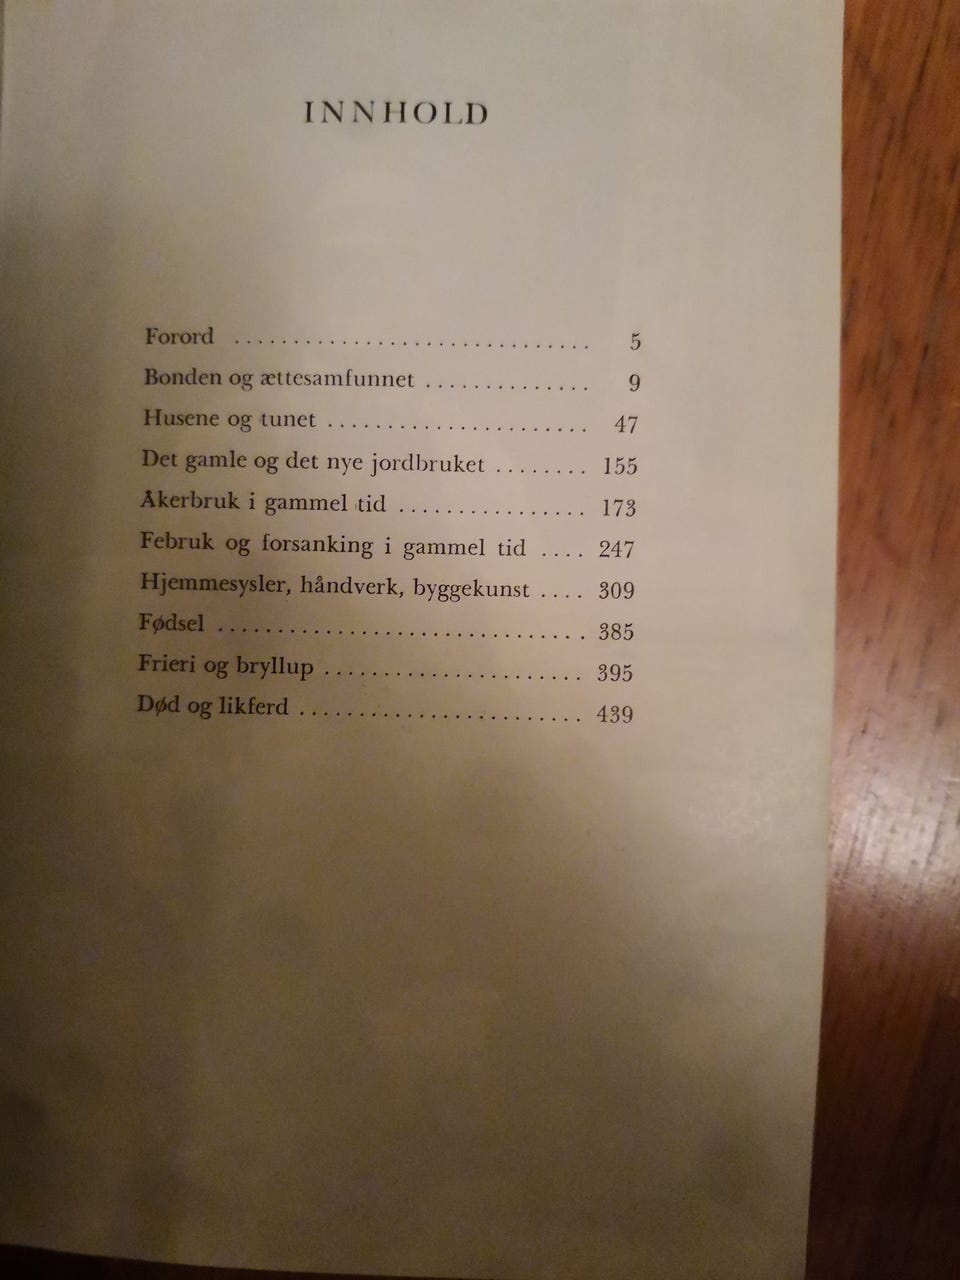 INNHOLD
Forord .............................. 5
Bonden og ættesamfunnet .............. 9
Husene og tunet ...................... 47
Det gamle og det nye jordbruket ........ 155
Åkerbruk i gammel tid ................ 173
Februk og forsanking i gammel tid .... 247
Hjemmesysler, håndverk, byggekunst .... 309
Fødsel ............................... 385
Frieri og bryllup ...................... 395
Død og likferd ........................ 439